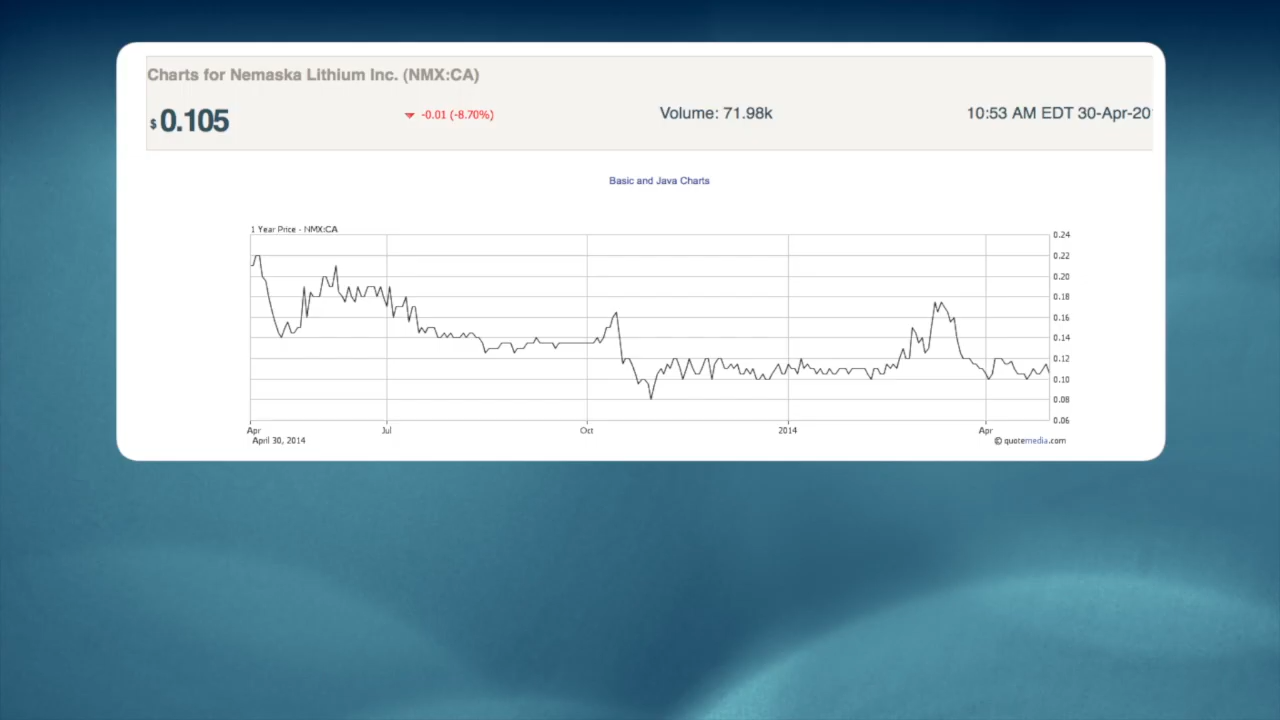 Charts for Nemaska Lithium Inc. (NMX:CA)
$ 0.105 -0.01 (-8.70%) Volume: 71.98k 10:53 AM EDT 30-Apr-20
Basic and Java Charts
1 Year Price - NMX:CA
0.24
0.22
0.20
0.18
0.16
0.14
0.12
0.10
0.08
0.06
Apr Jul Oct 2014 Apr
April 30, 2014 © quotemedia.com